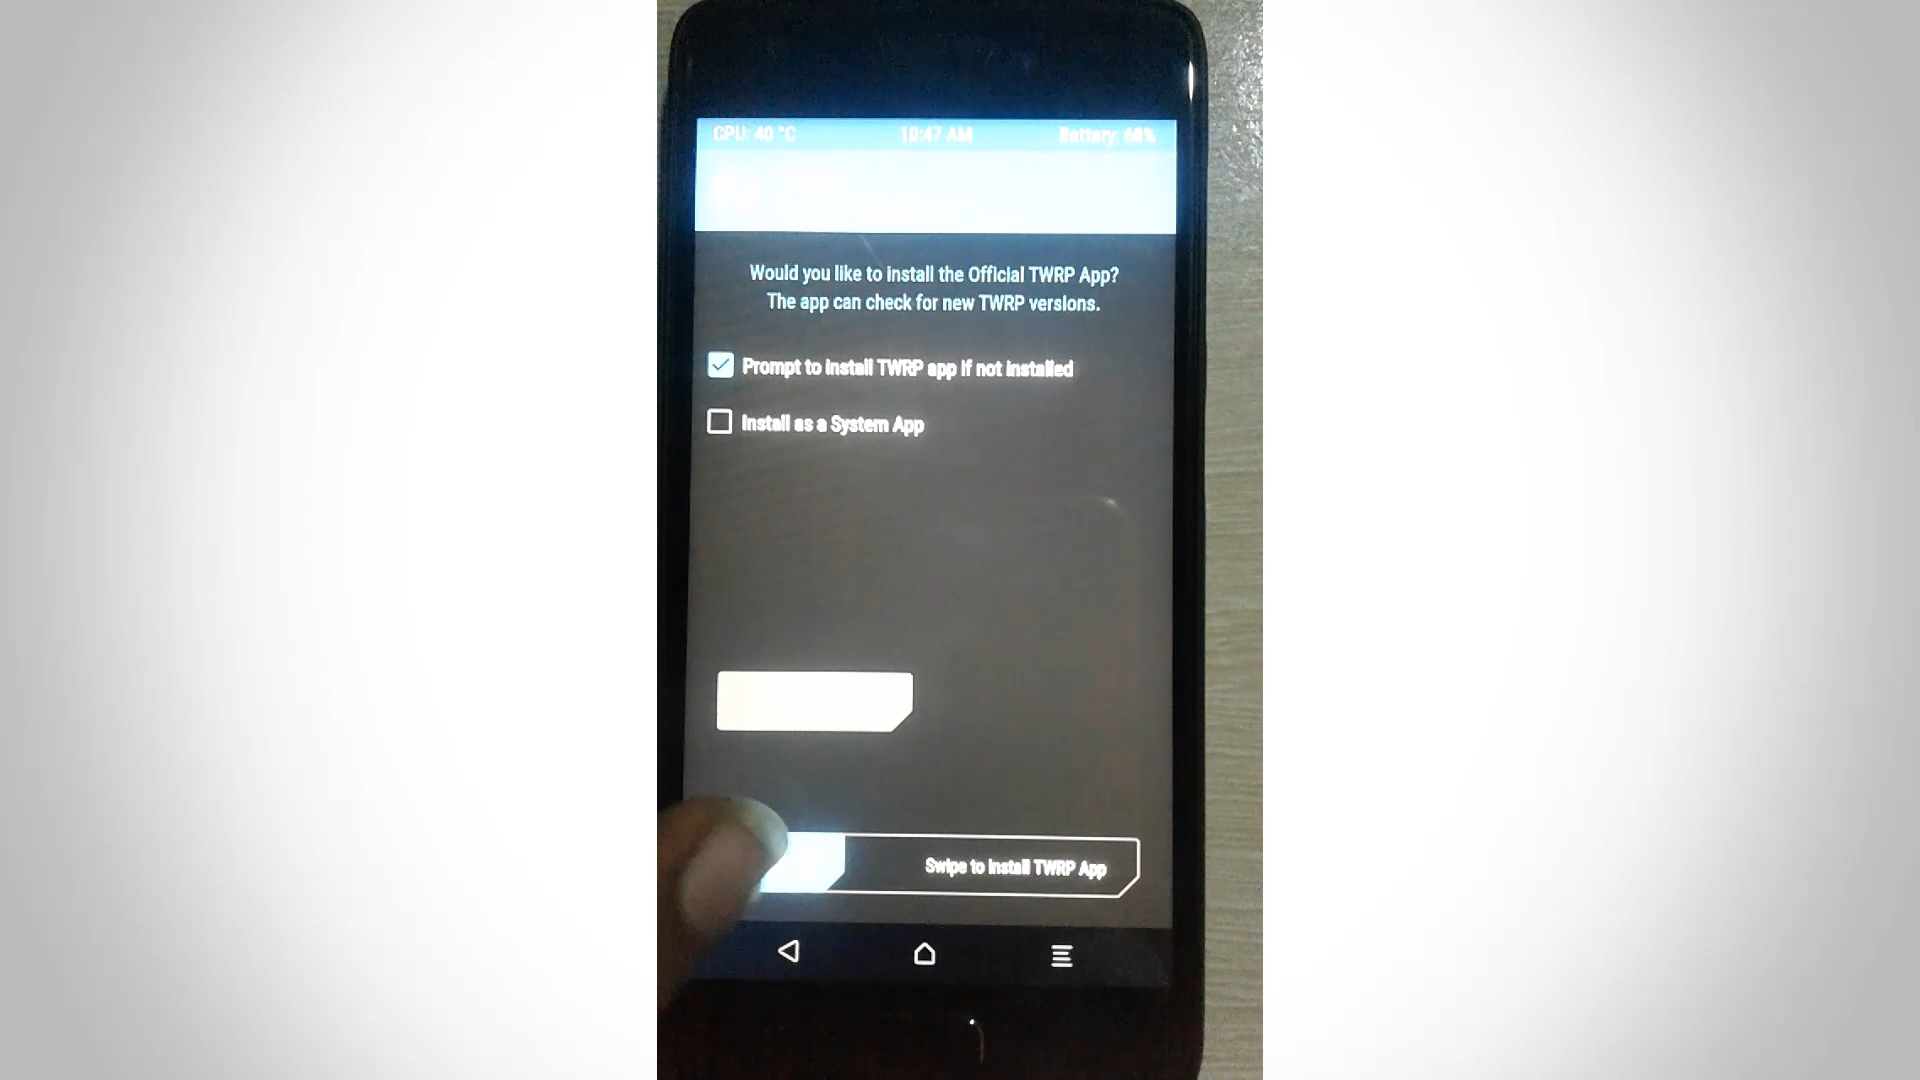 CPU: 40 °C 10:47 AM Battery: 68%
Would you like to install the Official TWRP App?
The app can check for new TWRP versions.
Prompt to install TWRP app if not installed
Install as a System App
Swipe to Install TWRP App